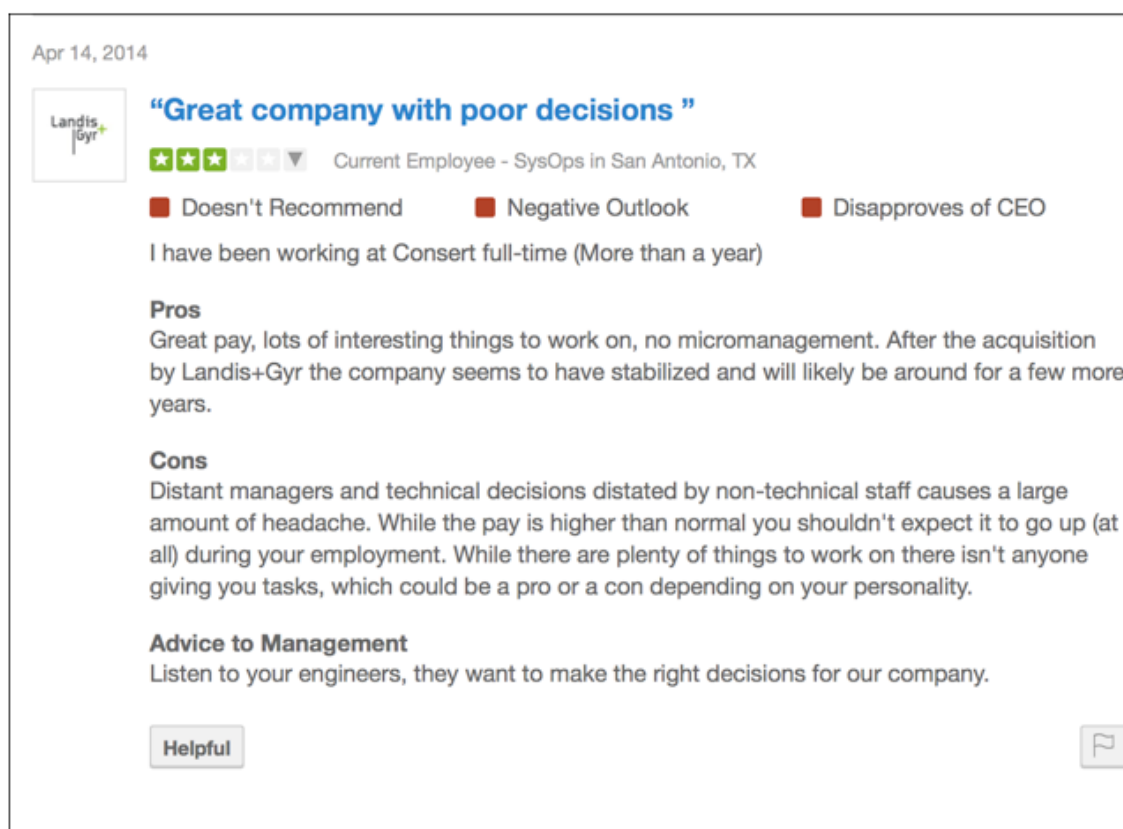 Apr 14, 2014
Landis+
Gyr
“Great company with poor decisions ”
Current Employee - SysOps in San Antonio, TX
Doesn't Recommend Negative Outlook Disapproves of CEO
I have been working at Consert full-time (More than a year)
Pros
Great pay, lots of interesting things to work on, no micromanagement. After the acquisition
by Landis+Gyr the company seems to have stabilized and will likely be around for a few more
years.
Cons
Distant managers and technical decisions distated by non-technical staff causes a large
amount of headache. While the pay is higher than normal you shouldn't expect it to go up (at
all) during your employment. While there are plenty of things to work on there isn't anyone
giving you tasks, which could be a pro or a con depending on your personality.
Advice to Management
Listen to your engineers, they want to make the right decisions for our company.
Helpful